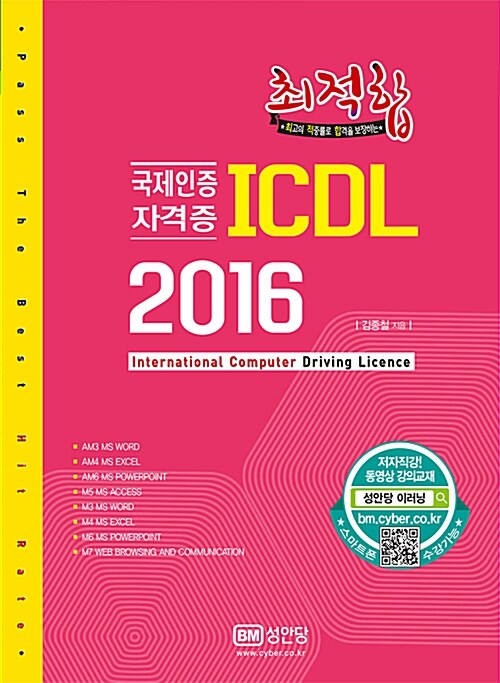 • Pass The Best Hit Rate •
최적합
★최고의 적중률로 합격을 보장하는★
국제인증
자격증
ICDL
2016
| 김종철 지음 |
International Computer Driving Licence
AM3 MS WORD
AM4 MS EXCEL
AM6 MS POWERPOINT
M5 MS ACCESS
M3 MS WORD
M4 MS EXCEL
M6 MS POWERPOINT
M7 WEB BROWSING AND COMMUNICATION
저자직강!
동영상 강의교재
성안당 이러닝
bm.cyber.co.kr
스마트폰 수강가능
BM 성안당
www.cyber.co.kr